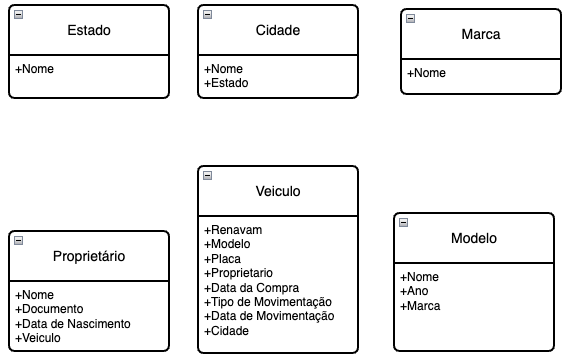 Estado
+Nome
Cidade
+Nome
+Estado
Marca
+Nome
Proprietário
+Nome
+Documento
+Data de Nascimento
+Veiculo
Veiculo
+Renavam
+Modelo
+Placa
+Proprietario
+Data da Compra
+Tipo de Movimentação
+Data de Movimentação
+Cidade
Modelo
+Nome
+Ano
+Marca